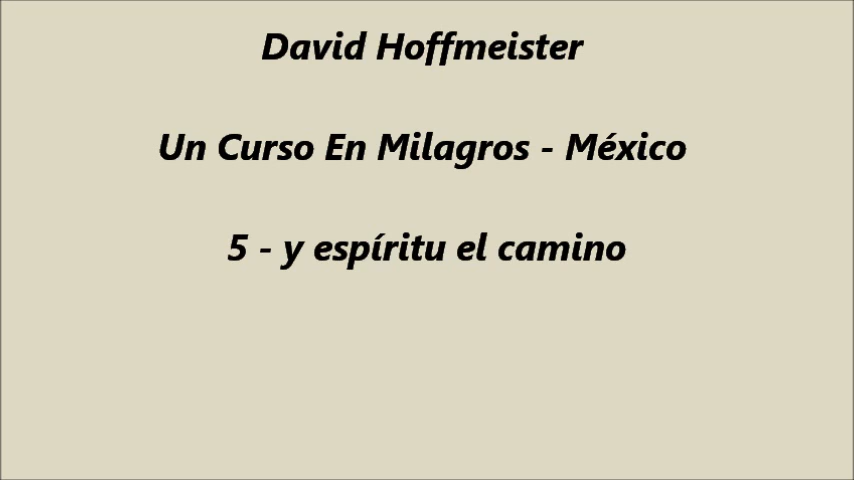 David Hoffmeister
Un Curso En Milagros - México
5 - y espíritu el camino